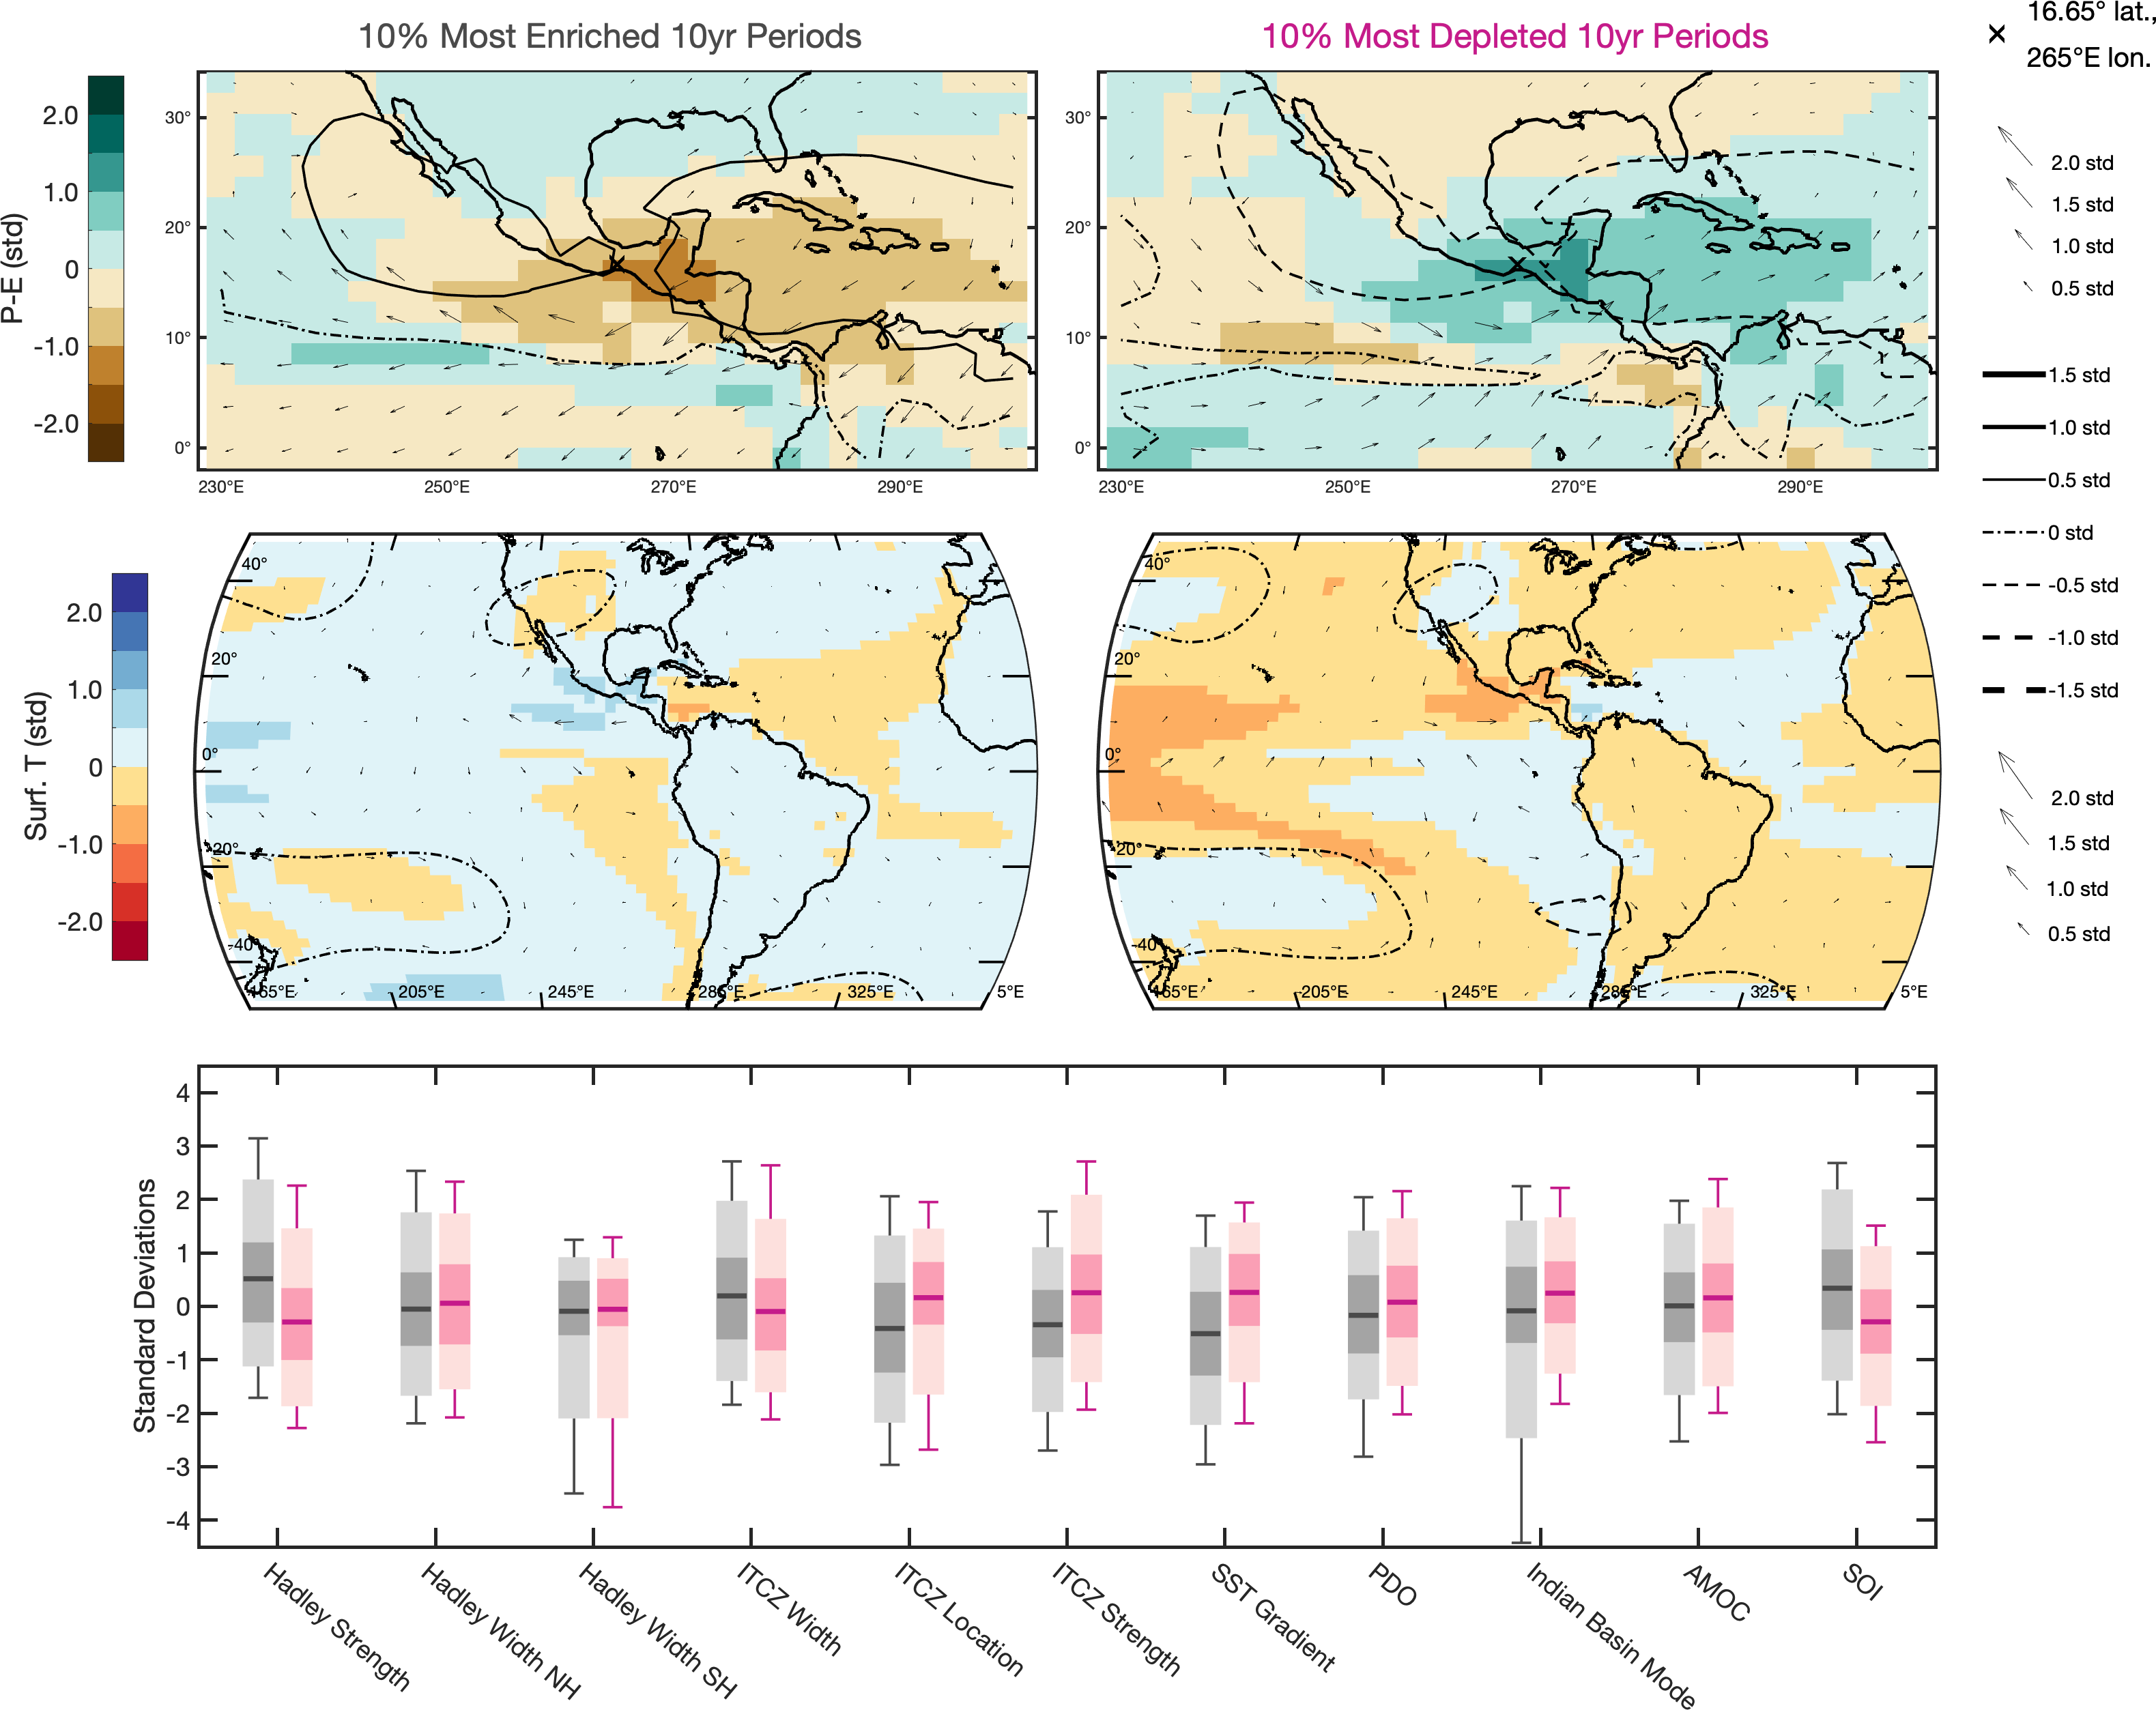 10% Most Enriched 10yr Periods
10% Most Depleted 10yr Periods
×
16.65° lat.,
265°E lon.
P-E (std)
2.0
1.0
0
-1.0
-2.0
30°
20°
10°
0°
230°E 250°E 270°E 290°E
×
30°
20°
10°
0°
230°E 250°E 270°E 290°E
×
2.0 std
1.5 std
1.0 std
0.5 std
1.5 std
1.0 std
0.5 std
0 std
-0.5 std
-1.0 std
-1.5 std
2.0 std
1.5 std
1.0 std
0.5 std
Surf. T (std)
2.0
1.0
0
-1.0
-2.0
40°
20°
0°
-20°
-40°
165°E 205°E 245°E 285°E 325°E 5°E
40°
20°
0°
-20°
-40°
165°E 205°E 245°E 285°E 325°E 5°E
Standard Deviations
4
3
2
1
0
-1
-2
-3
-4
Hadley Strength
Hadley Width NH
Hadley Width SH
ITCZ Width
ITCZ Location
ITCZ Strength
SST Gradient
PDO
Indian Basin Mode
AMOC
SOI